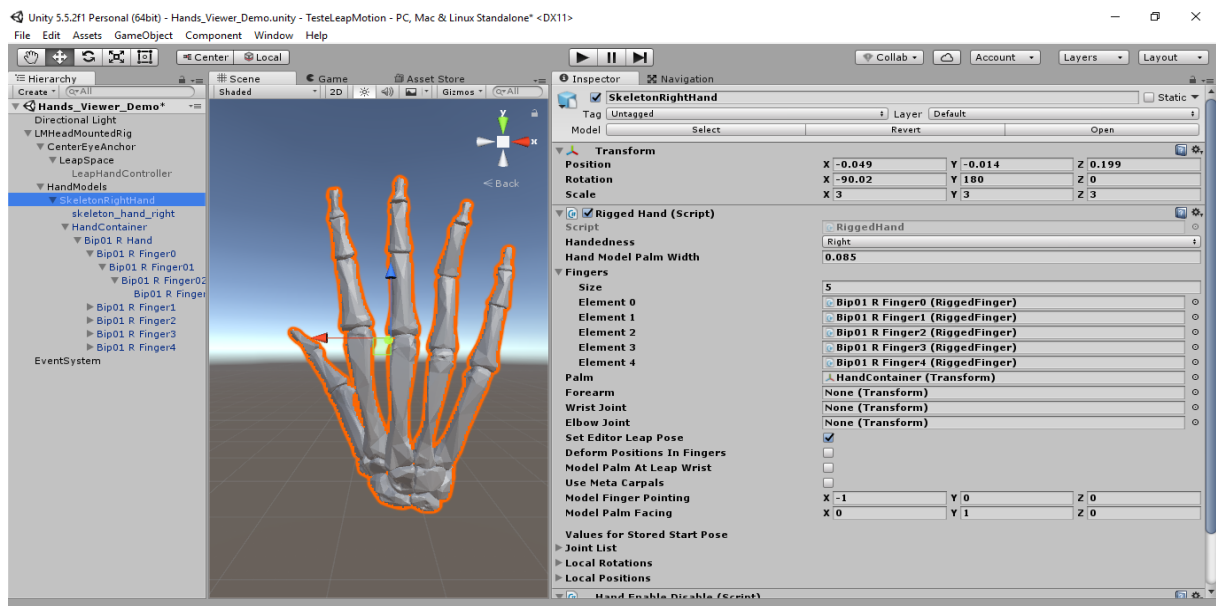 Unity 5.5.2f1 Personal (64bit) - Hands_Viewer_Demo.unity - TesteLeapMotion - PC, Mac & Linux Standalone* <DX11>
File Edit Assets GameObject Component Window Help
Center Local Collab Account Layers Layout
Hierarchy
Create All
Hands_Viewer_Demo*
Directional Light
LMHeadMountedRig
CenterEyeAnchor
LeapSpace
LeapHandController
HandModels
SkeletonRightHand
skeleton_hand_right
HandContainer
Bip01 R Hand
Bip01 R Finger0
Bip01 R Finger01
Bip01 R Finger02
Bip01 R Finger
Bip01 R Finger1
Bip01 R Finger2
Bip01 R Finger3
Bip01 R Finger4
EventSystem
Scene Game Asset Store
Shaded 2D Gizmos All
y
x
Back
Inspector Navigation
SkeletonRightHand Static
Tag Untagged Layer Default
Model Select Revert Open
Transform
Position X -0.049 Y -0.014 Z 0.199
Rotation X -90.02 Y 180 Z 0
Scale X 3 Y 3 Z 3
Rigged Hand (Script)
Script RiggedHand
Handedness Right
Hand Model Palm Width 0.085
Fingers
Size 5
Element 0 Bip01 R Finger0 (RiggedFinger)
Element 1 Bip01 R Finger1 (RiggedFinger)
Element 2 Bip01 R Finger2 (RiggedFinger)
Element 3 Bip01 R Finger3 (RiggedFinger)
Element 4 Bip01 R Finger4 (RiggedFinger)
Palm HandContainer (Transform)
Forearm None (Transform)
Wrist Joint None (Transform)
Elbow Joint None (Transform)
Set Editor Leap Pose
Deform Positions In Fingers
Model Palm At Leap Wrist
Use Meta Carpals
Model Finger Pointing X -1 Y 0 Z 0
Model Palm Facing X 0 Y 1 Z 0
Values for Stored Start Pose
Joint List
Local Rotations
Local Positions
Hand Enable Disable (Script)